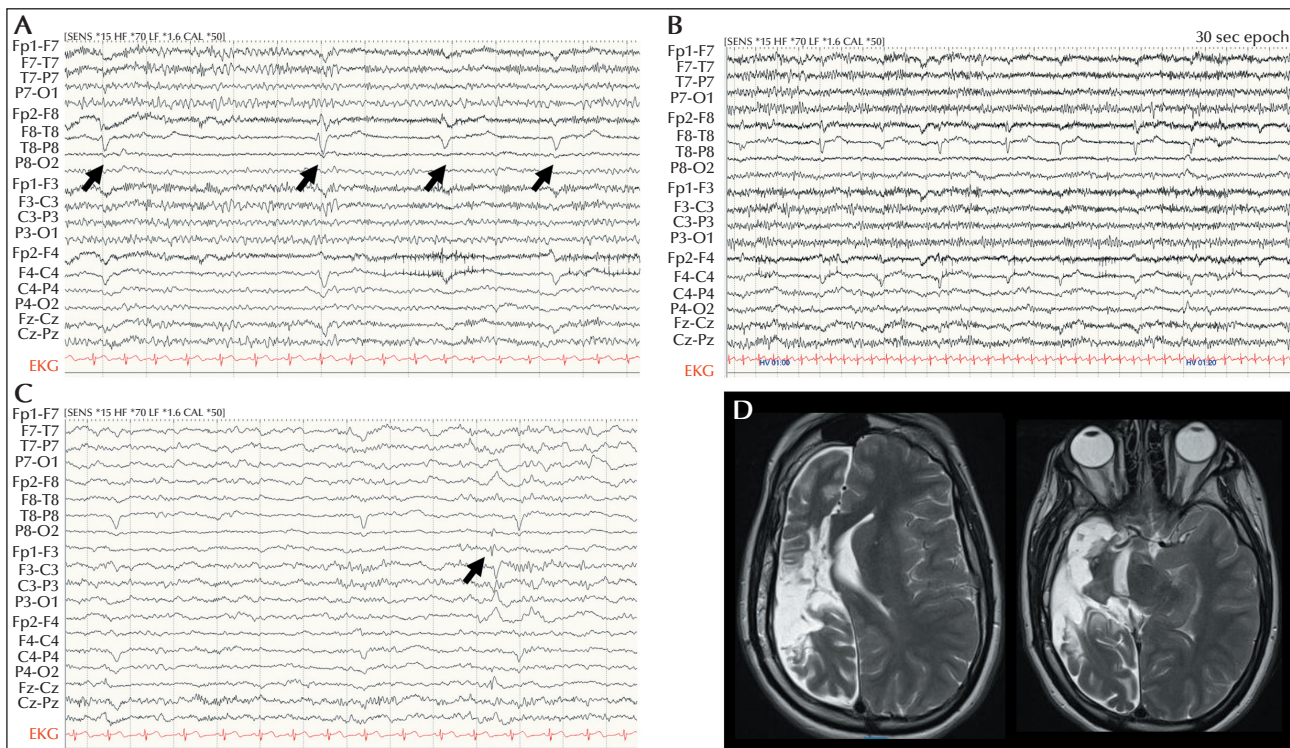 A
[SENS *15 HF *70 LF *1.6 CAL *50]
Fp1-F7
F7-T7
T7-P7
P7-O1
Fp2-F8
F8-T8
T8-P8
P8-O2
Fp1-F3
F3-C3
C3-P3
P3-O1
Fp2-F4
F4-C4
C4-P4
P4-O2
Fz-Cz
Cz-Pz
EKG
B
[SENS *15 HF *70 LF *1.6 CAL *50]
30 sec epoch
Fp1-F7
F7-T7
T7-P7
P7-O1
Fp2-F8
F8-T8
T8-P8
P8-O2
Fp1-F3
F3-C3
C3-P3
P3-O1
Fp2-F4
F4-C4
C4-P4
P4-O2
Fz-Cz
Cz-Pz
EKG
HV 01:00
HV 01:20
C
[SENS *15 HF *70 LF *1.6 CAL *50]
Fp1-F7
F7-T7
T7-P7
P7-O1
Fp2-F8
F8-T8
T8-P8
P8-O2
Fp1-F3
F3-C3
C3-P3
P3-O1
Fp2-F4
F4-C4
C4-P4
P4-O2
Fz-Cz
Cz-Pz
EKG
D